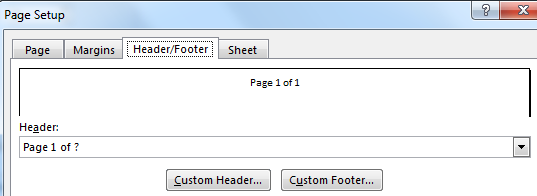 Page Setup
?
Page Margins Header/Footer Sheet
Page 1 of 1
Header:
Page 1 of ?
Custom Header... Custom Footer...